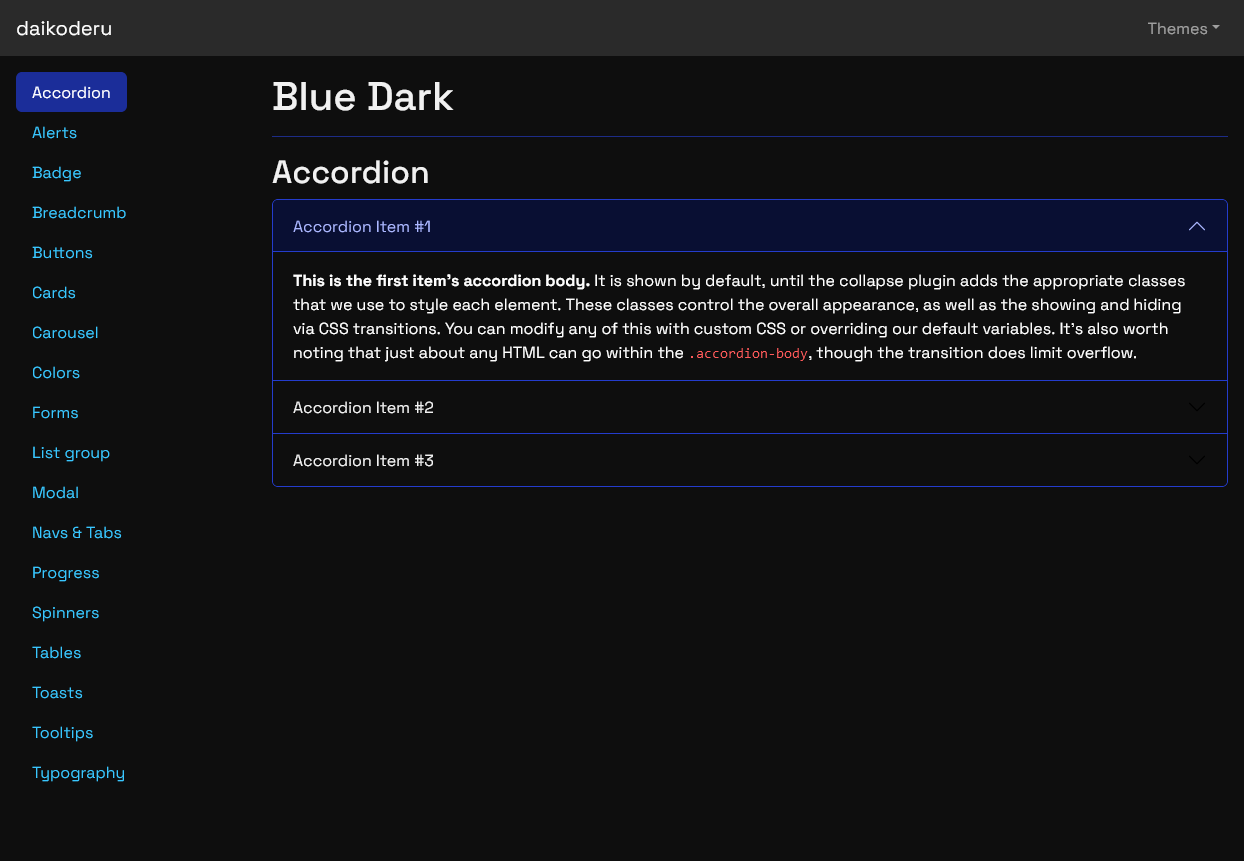 daikoderu
Themes
Accordion
Alerts
Badge
Breadcrumb
Buttons
Cards
Carousel
Colors
Forms
List group
Modal
Navs & Tabs
Progress
Spinners
Tables
Toasts
Tooltips
Typography
Blue Dark
Accordion
Accordion Item #1
This is the first item's accordion body. It is shown by default, until the collapse plugin adds the appropriate classes
that we use to style each element. These classes control the overall appearance, as well as the showing and hiding
via CSS transitions. You can modify any of this with custom CSS or overriding our default variables. It's also worth
noting that just about any HTML can go within the .accordion-body, though the transition does limit overflow.
Accordion Item #2
Accordion Item #3